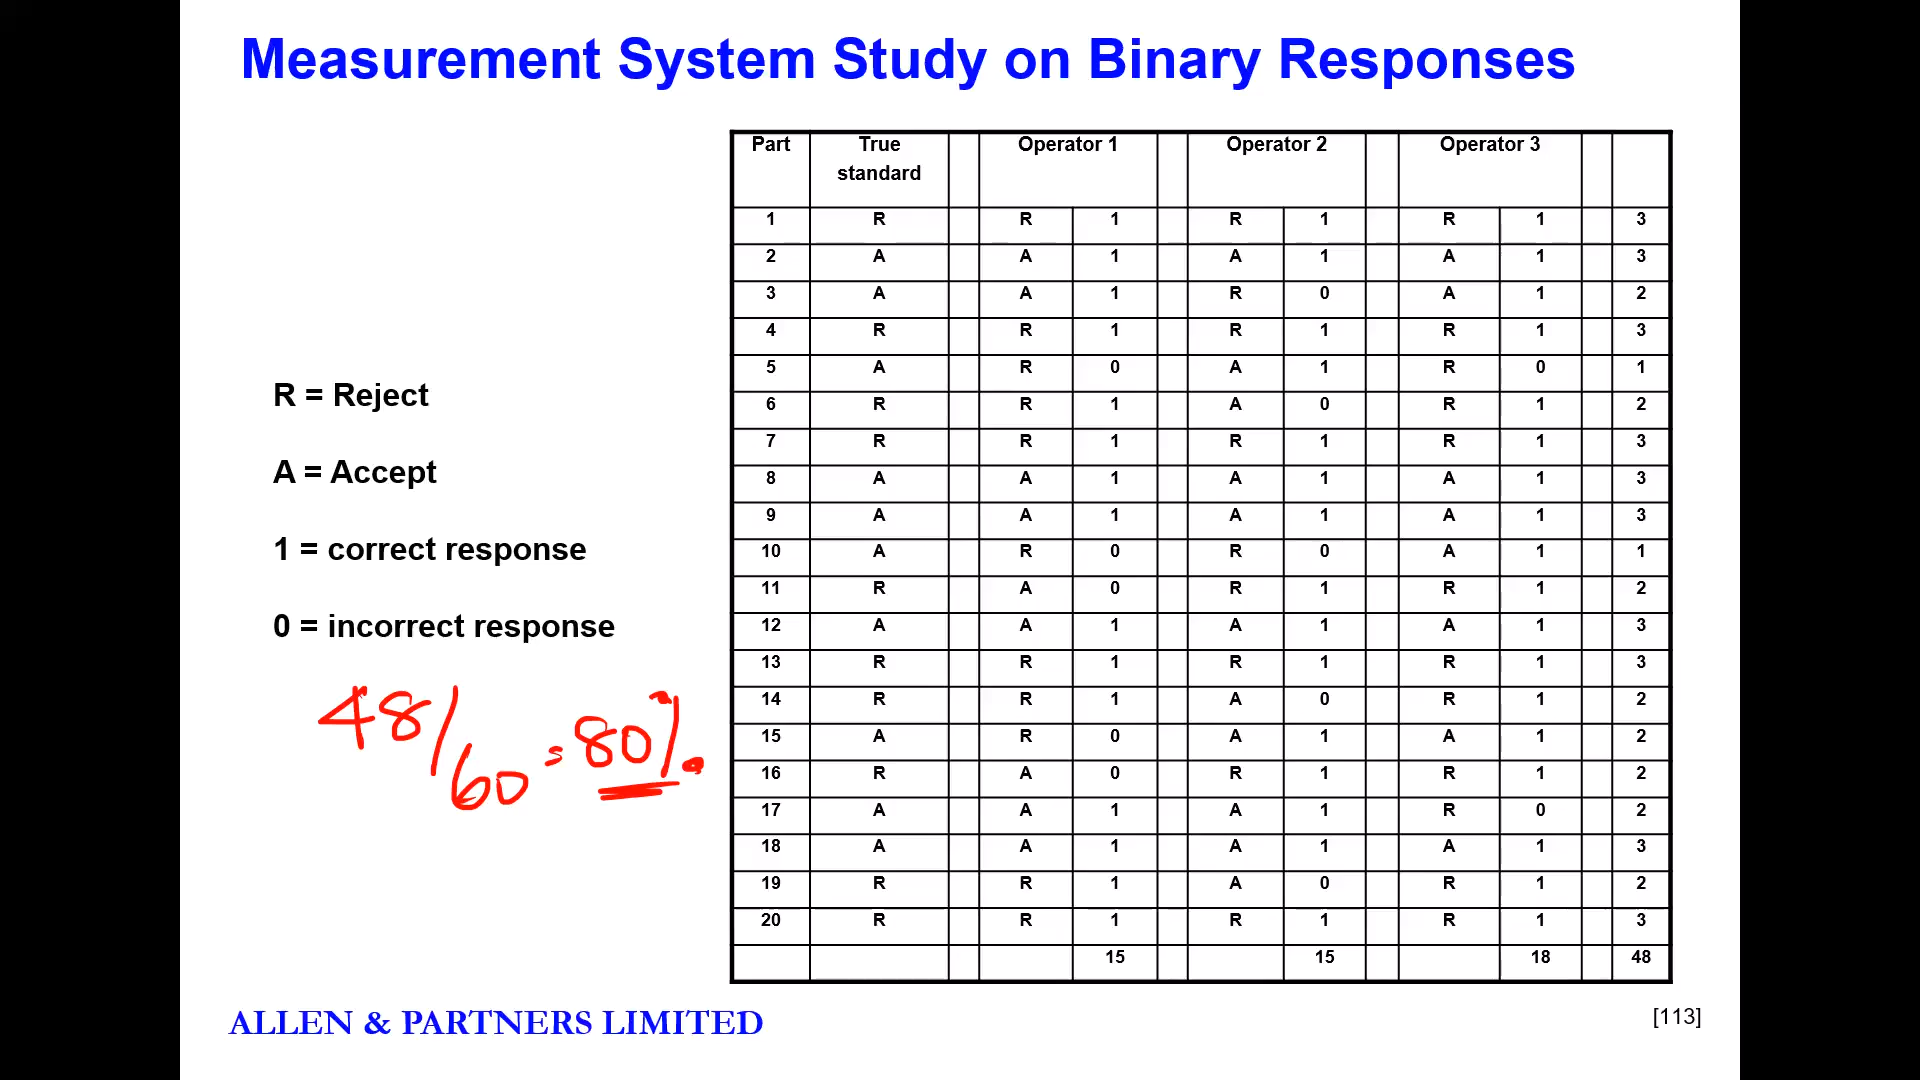 Measurement System Study on Binary Responses
R = Reject
A = Accept
1 = correct response
0 = incorrect response
48/60 = 80%
Part True standard Operator 1 Operator 2 Operator 3
1 R R 1 R 1 R 1 3
2 A A 1 A 1 A 1 3
3 A A 1 R 0 A 1 2
4 R R 1 R 1 R 1 3
5 A R 0 A 1 R 0 1
6 R R 1 A 0 R 1 2
7 R R 1 R 1 R 1 3
8 A A 1 A 1 A 1 3
9 A A 1 A 1 A 1 3
10 A R 0 R 0 A 1 1
11 R A 0 R 1 R 1 2
12 A A 1 A 1 A 1 3
13 R R 1 R 1 R 1 3
14 R R 1 A 0 R 1 2
15 A R 0 A 1 A 1 2
16 R A 0 R 1 R 1 2
17 A A 1 A 1 R 0 2
18 A A 1 A 1 A 1 3
19 R R 1 A 0 R 1 2
20 R R 1 R 1 R 1 3
15 15 18 48
ALLEN & PARTNERS LIMITED
[113]